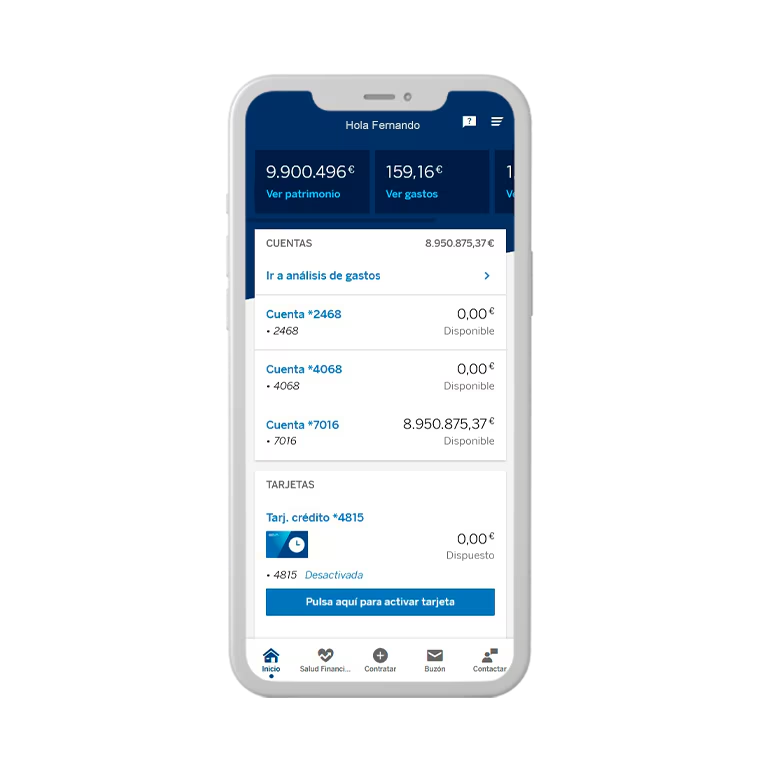 Hola Fernando
?
9.900.496€ 159,16€ 1.
Ver patrimonio Ver gastos
CUENTAS 8.950.875,37€
Ir a análisis de gastos
Cuenta *2468 0,00€
• 2468 Disponible
Cuenta *4068 0,00€
• 4068 Disponible
Cuenta *7016 8.950.875,37€
• 7016 Disponible
TARJETAS
Tarj. crédito *4815
0,00€
Dispuesto
• 4815 Desactivada
Pulsa aquí para activar tarjeta
Inicio Salud Financi... Contratar Buzón Contactar